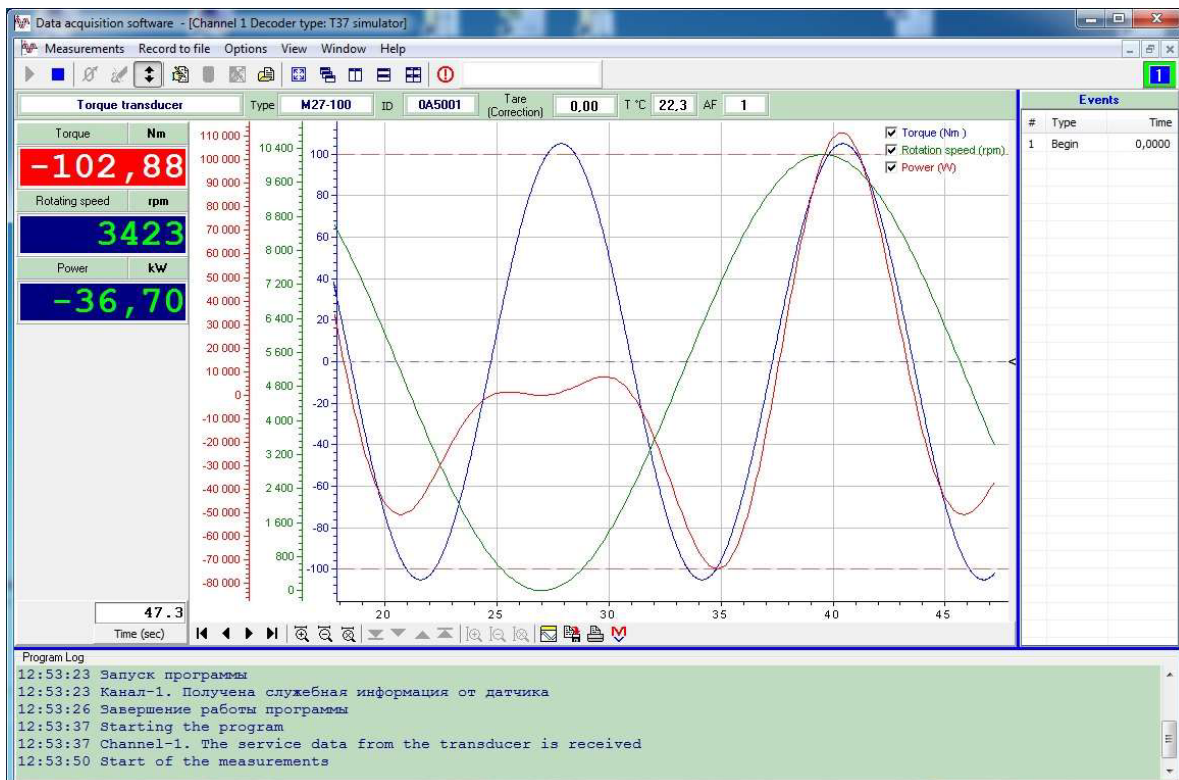 Data acquisition software - [Channel 1 Decoder type: T37 simulator]
Measurements Record to file Options View Window Help
1
Torque transducer Type M27-100 ID 0A5001 Tare (Correction) 0,00 T °C 22,3 AF 1
Torque Nm
-102,88
Rotating speed rpm
3423
Power kW
-36,70
110 000
100 000
90 000
80 000
70 000
60 000
50 000
40 000
30 000
20 000
10 000
0
-10 000
-20 000
-30 000
-40 000
-50 000
-60 000
-70 000
-80 000
10 400
9 600
8 800
8 000
7 200
6 400
5 600
4 800
4 000
3 200
2 400
1 600
800
0
100
80
60
40
20
0
-20
-40
-60
-80
-100
Torque (Nm )
Rotation speed (rpm)
Power (W)
20 25 30 35 40 45
47.3
Time (sec)
Events
# Type Time
1 Begin 0,0000
Program Log
12:53:23 Запуск программы
12:53:23 Канал-1. Получена служебная информация от датчика
12:53:26 Завершение работы программы
12:53:37 Starting the program
12:53:37 Channel-1. The service data from the transducer is received
12:53:50 Start of the measurements